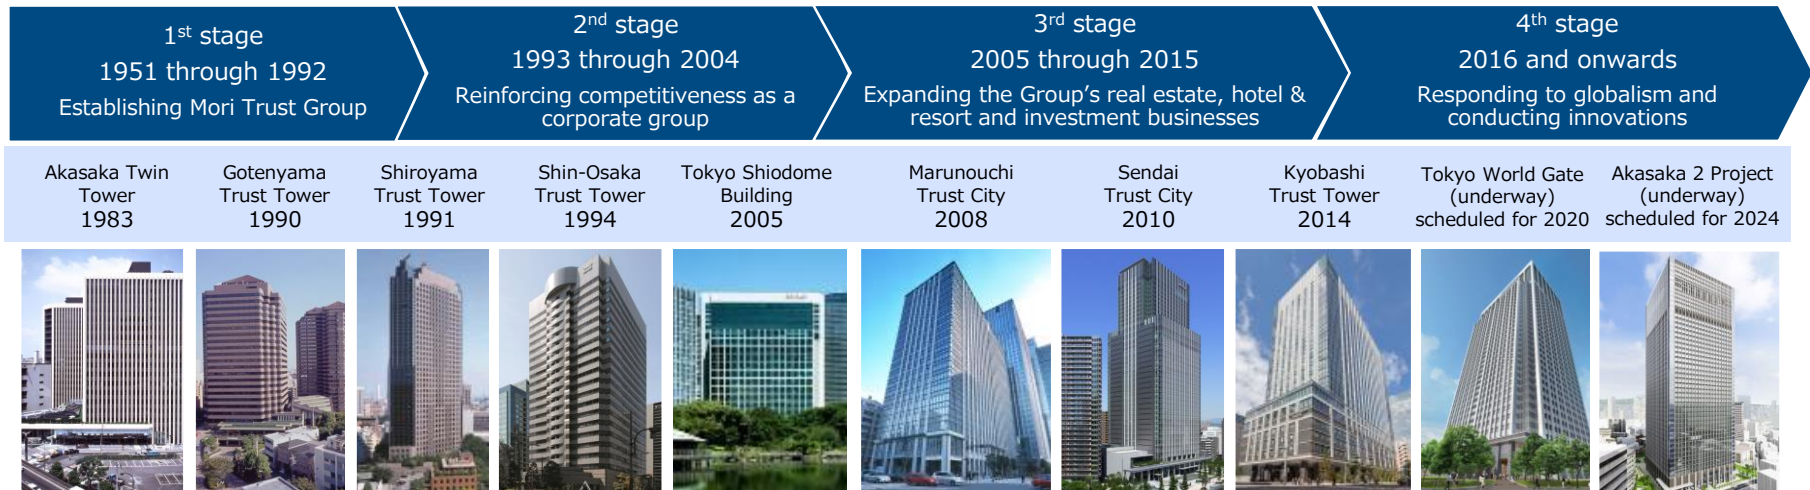 1st stage
1951 through 1992
Establishing Mori Trust Group
2nd stage
1993 through 2004
Reinforcing competitiveness as a
corporate group
3rd stage
2005 through 2015
Expanding the Group's real estate, hotel &
resort and investment businesses
4th stage
2016 and onwards
Responding to globalism and
conducting innovations
Akasaka Twin
Tower
1983
Gotenyama
Trust Tower
1990
Shiroyama
Trust Tower
1991
Shin-Osaka
Trust Tower
1994
Tokyo Shiodome
Building
2005
Marunouchi
Trust City
2008
Sendai
Trust City
2010
Kyobashi
Trust Tower
2014
Tokyo World Gate
(underway)
scheduled for 2020
Akasaka 2 Project
(underway)
scheduled for 2024